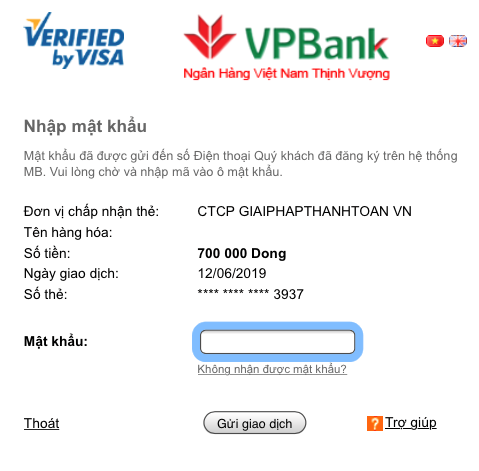 VERIFIED
by VISA
VPBank
Ngân Hàng Việt Nam Thịnh Vượng
Nhập mật khẩu
Mật khẩu đã được gửi đến số Điện thoại Quý khách đã đăng ký trên hệ thống
MB. Vui lòng chờ và nhập mã vào ô mật khẩu.
Đơn vị chấp nhận thẻ: CTCP GIAIPHAPTHANHTOAN VN
Tên hàng hóa:
Số tiền: 700 000 Dong
Ngày giao dịch: 12/06/2019
Số thẻ: **** **** **** 3937
Mật khẩu:
Không nhận được mật khẩu?
Thoát Gửi giao dịch ? Trợ giúp